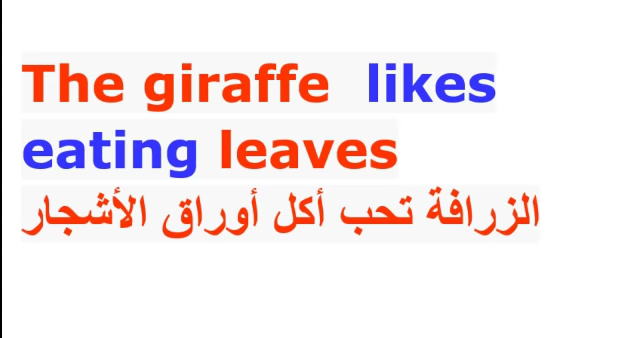 The giraffe likes
eating leaves
الزرافة تحب أكل أوراق الأشجار